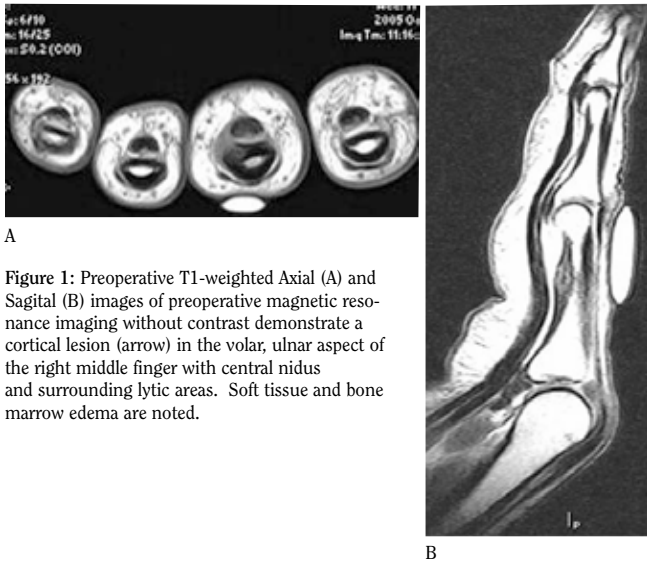 2005 O
A
Figure 1: Preoperative T1-weighted Axial (A) and
Sagital (B) images of preoperative magnetic reso-
nance imaging without contrast demonstrate a
cortical lesion (arrow) in the volar, ulnar aspect of
the right middle finger with central nidus
and surrounding lytic areas.  Soft tissue and bone
marrow edema are noted.
B